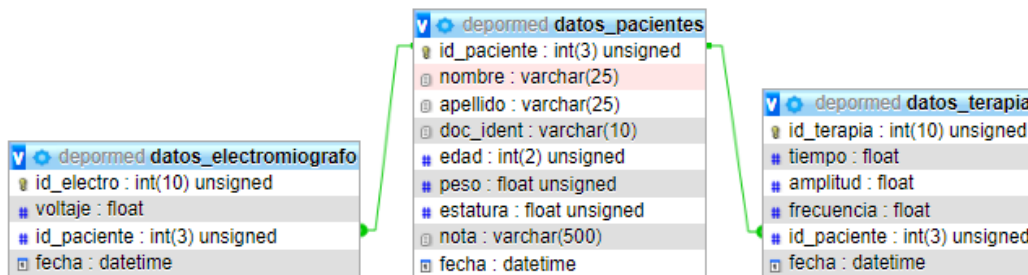 depormed datos_electromiografo
id_electro : int(10) unsigned
voltaje : float
id_paciente : int(3) unsigned
fecha : datetime
depormed datos_pacientes
id_paciente : int(3) unsigned
nombre : varchar(25)
apellido : varchar(25)
doc_ident : varchar(10)
edad : int(2) unsigned
peso : float unsigned
estatura : float unsigned
nota : varchar(500)
fecha : datetime
depormed datos_terapia
id_terapia : int(10) unsigned
tiempo : float
amplitud : float
frecuencia : float
id_paciente : int(3) unsigned
fecha : datetime